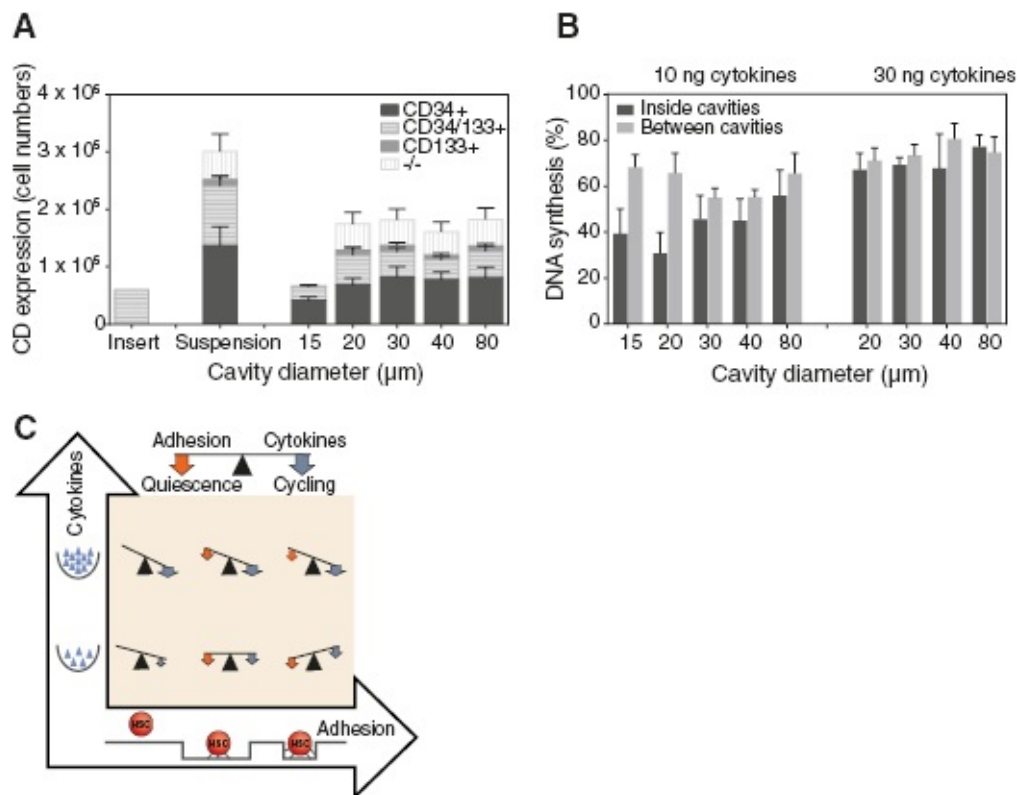 A
CD expression (cell numbers)
4 x 10⁶
3 x 10⁶
2 x 10⁶
1 x 10⁶
0
CD34+
CD34/133+
CD133+
-/-
Insert Suspension 15 20 30 40 80
Cavity diameter (µm)
B
10 ng cytokines 30 ng cytokines
DNA synthesis (%)
100
80
60
40
20
0
Inside cavities
Between cavities
15 20 30 40 80 20 30 40 80
Cavity diameter (µm)
C
Cytokines
Adhesion Cytokines
Quiescence Cycling
HSC
HSC HSC
Adhesion